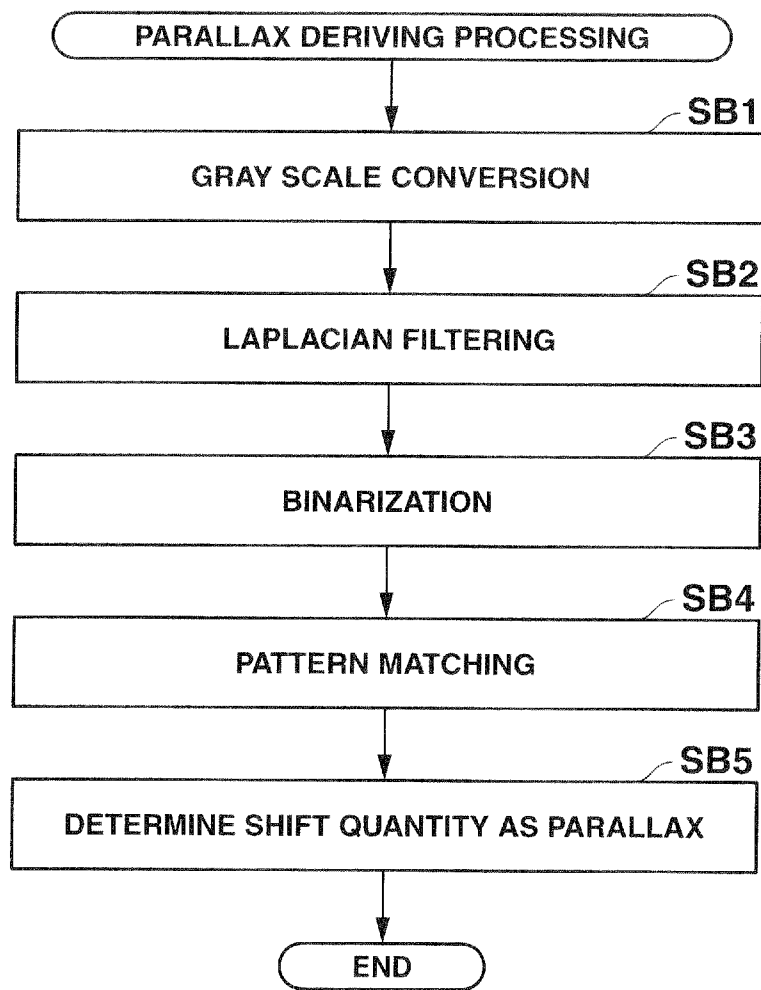 PARALLAX DERIVING PROCESSING
SB1
GRAY SCALE CONVERSION
SB2
LAPLACIAN FILTERING
SB3
BINARIZATION
SB4
PATTERN MATCHING
SB5
DETERMINE SHIFT QUANTITY AS PARALLAX
END